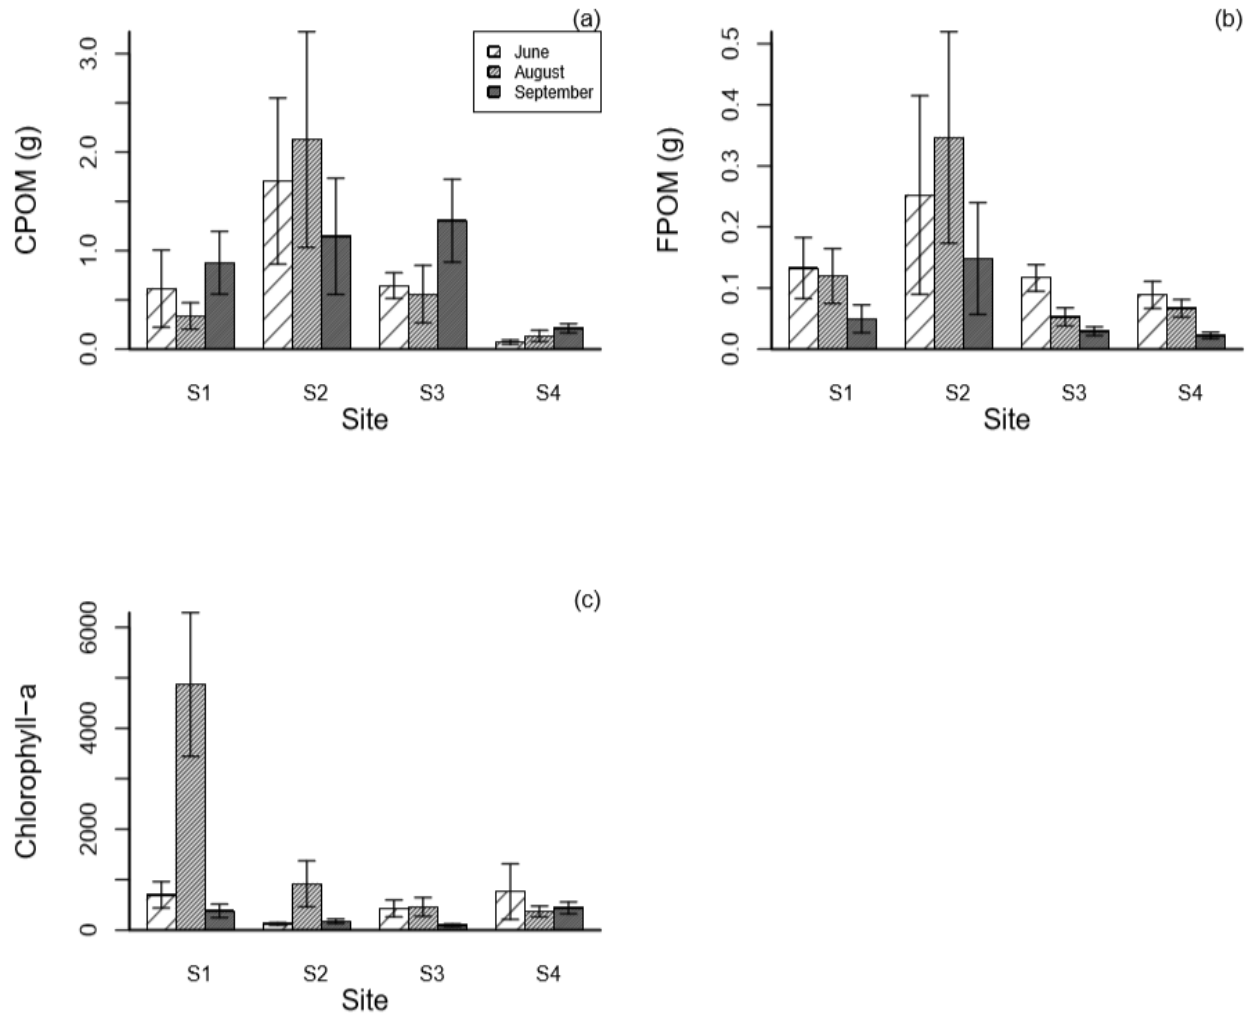 (a)
June
August
September
CPOM (g)
3.0
2.0
1.0
0.0
S1 S2 S3 S4
Site
(b)
FPOM (g)
0.5
0.4
0.3
0.2
0.1
0.0
S1 S2 S3 S4
Site
(c)
Chlorophyll−a
6000
4000
2000
0
S1 S2 S3 S4
Site